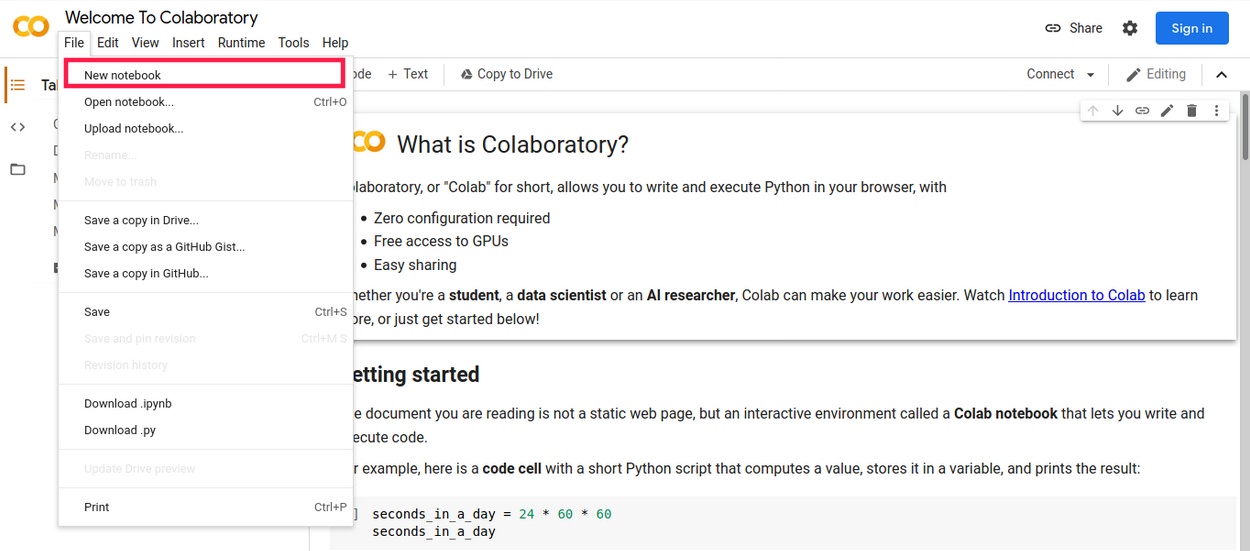 Welcome To Colaboratory
File Edit View Insert Runtime Tools Help
Share
Sign in
+ Text
Copy to Drive
Connect
Editing
New notebook
Open notebook... Ctrl+O
Upload notebook...
Rename...
Move to trash
Save a copy in Drive...
Save a copy as a GitHub Gist...
Save a copy in GitHub...
Save Ctrl+S
Save and pin revision Ctrl+M S
Revision history
Download .ipynb
Download .py
Update Drive preview
Print Ctrl+P
What is Colaboratory?
laboratory, or "Colab" for short, allows you to write and execute Python in your browser, with
• Zero configuration required
• Free access to GPUs
• Easy sharing
hether you're a student, a data scientist or an AI researcher, Colab can make your work easier. Watch Introduction to Colab to learn
re, or just get started below!
etting started
e document you are reading is not a static web page, but an interactive environment called a Colab notebook that lets you write and
ecute code.
r example, here is a code cell with a short Python script that computes a value, stores it in a variable, and prints the result:
] seconds_in_a_day = 24 * 60 * 60
seconds_in_a_day